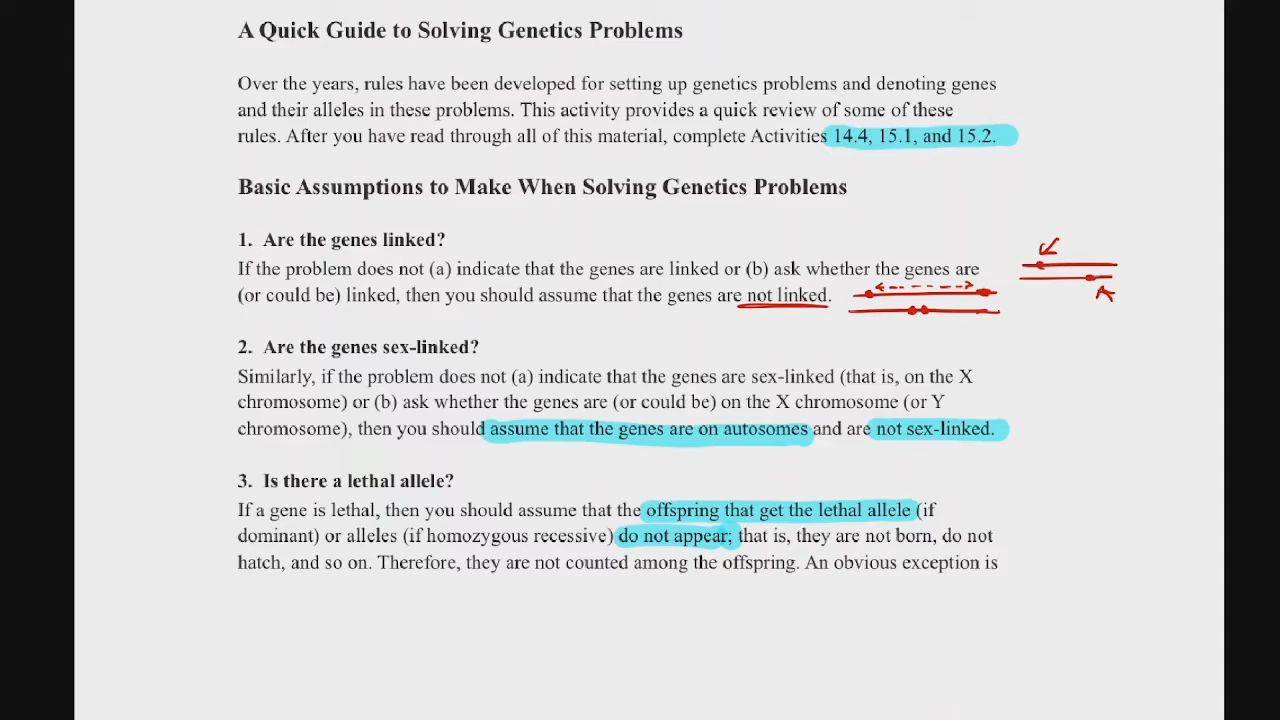 A Quick Guide to Solving Genetics Problems
Over the years, rules have been developed for setting up genetics problems and denoting genes
and their alleles in these problems. This activity provides a quick review of some of these
rules. After you have read through all of this material, complete Activities 14.4, 15.1, and 15.2.
Basic Assumptions to Make When Solving Genetics Problems
1. Are the genes linked?
If the problem does not (a) indicate that the genes are linked or (b) ask whether the genes are
(or could be) linked, then you should assume that the genes are not linked.
2. Are the genes sex-linked?
Similarly, if the problem does not (a) indicate that the genes are sex-linked (that is, on the X
chromosome) or (b) ask whether the genes are (or could be) on the X chromosome (or Y
chromosome), then you should assume that the genes are on autosomes and are not sex-linked.
3. Is there a lethal allele?
If a gene is lethal, then you should assume that the offspring that get the lethal allele (if
dominant) or alleles (if homozygous recessive) do not appear; that is, they are not born, do not
hatch, and so on. Therefore, they are not counted among the offspring. An obvious exception is